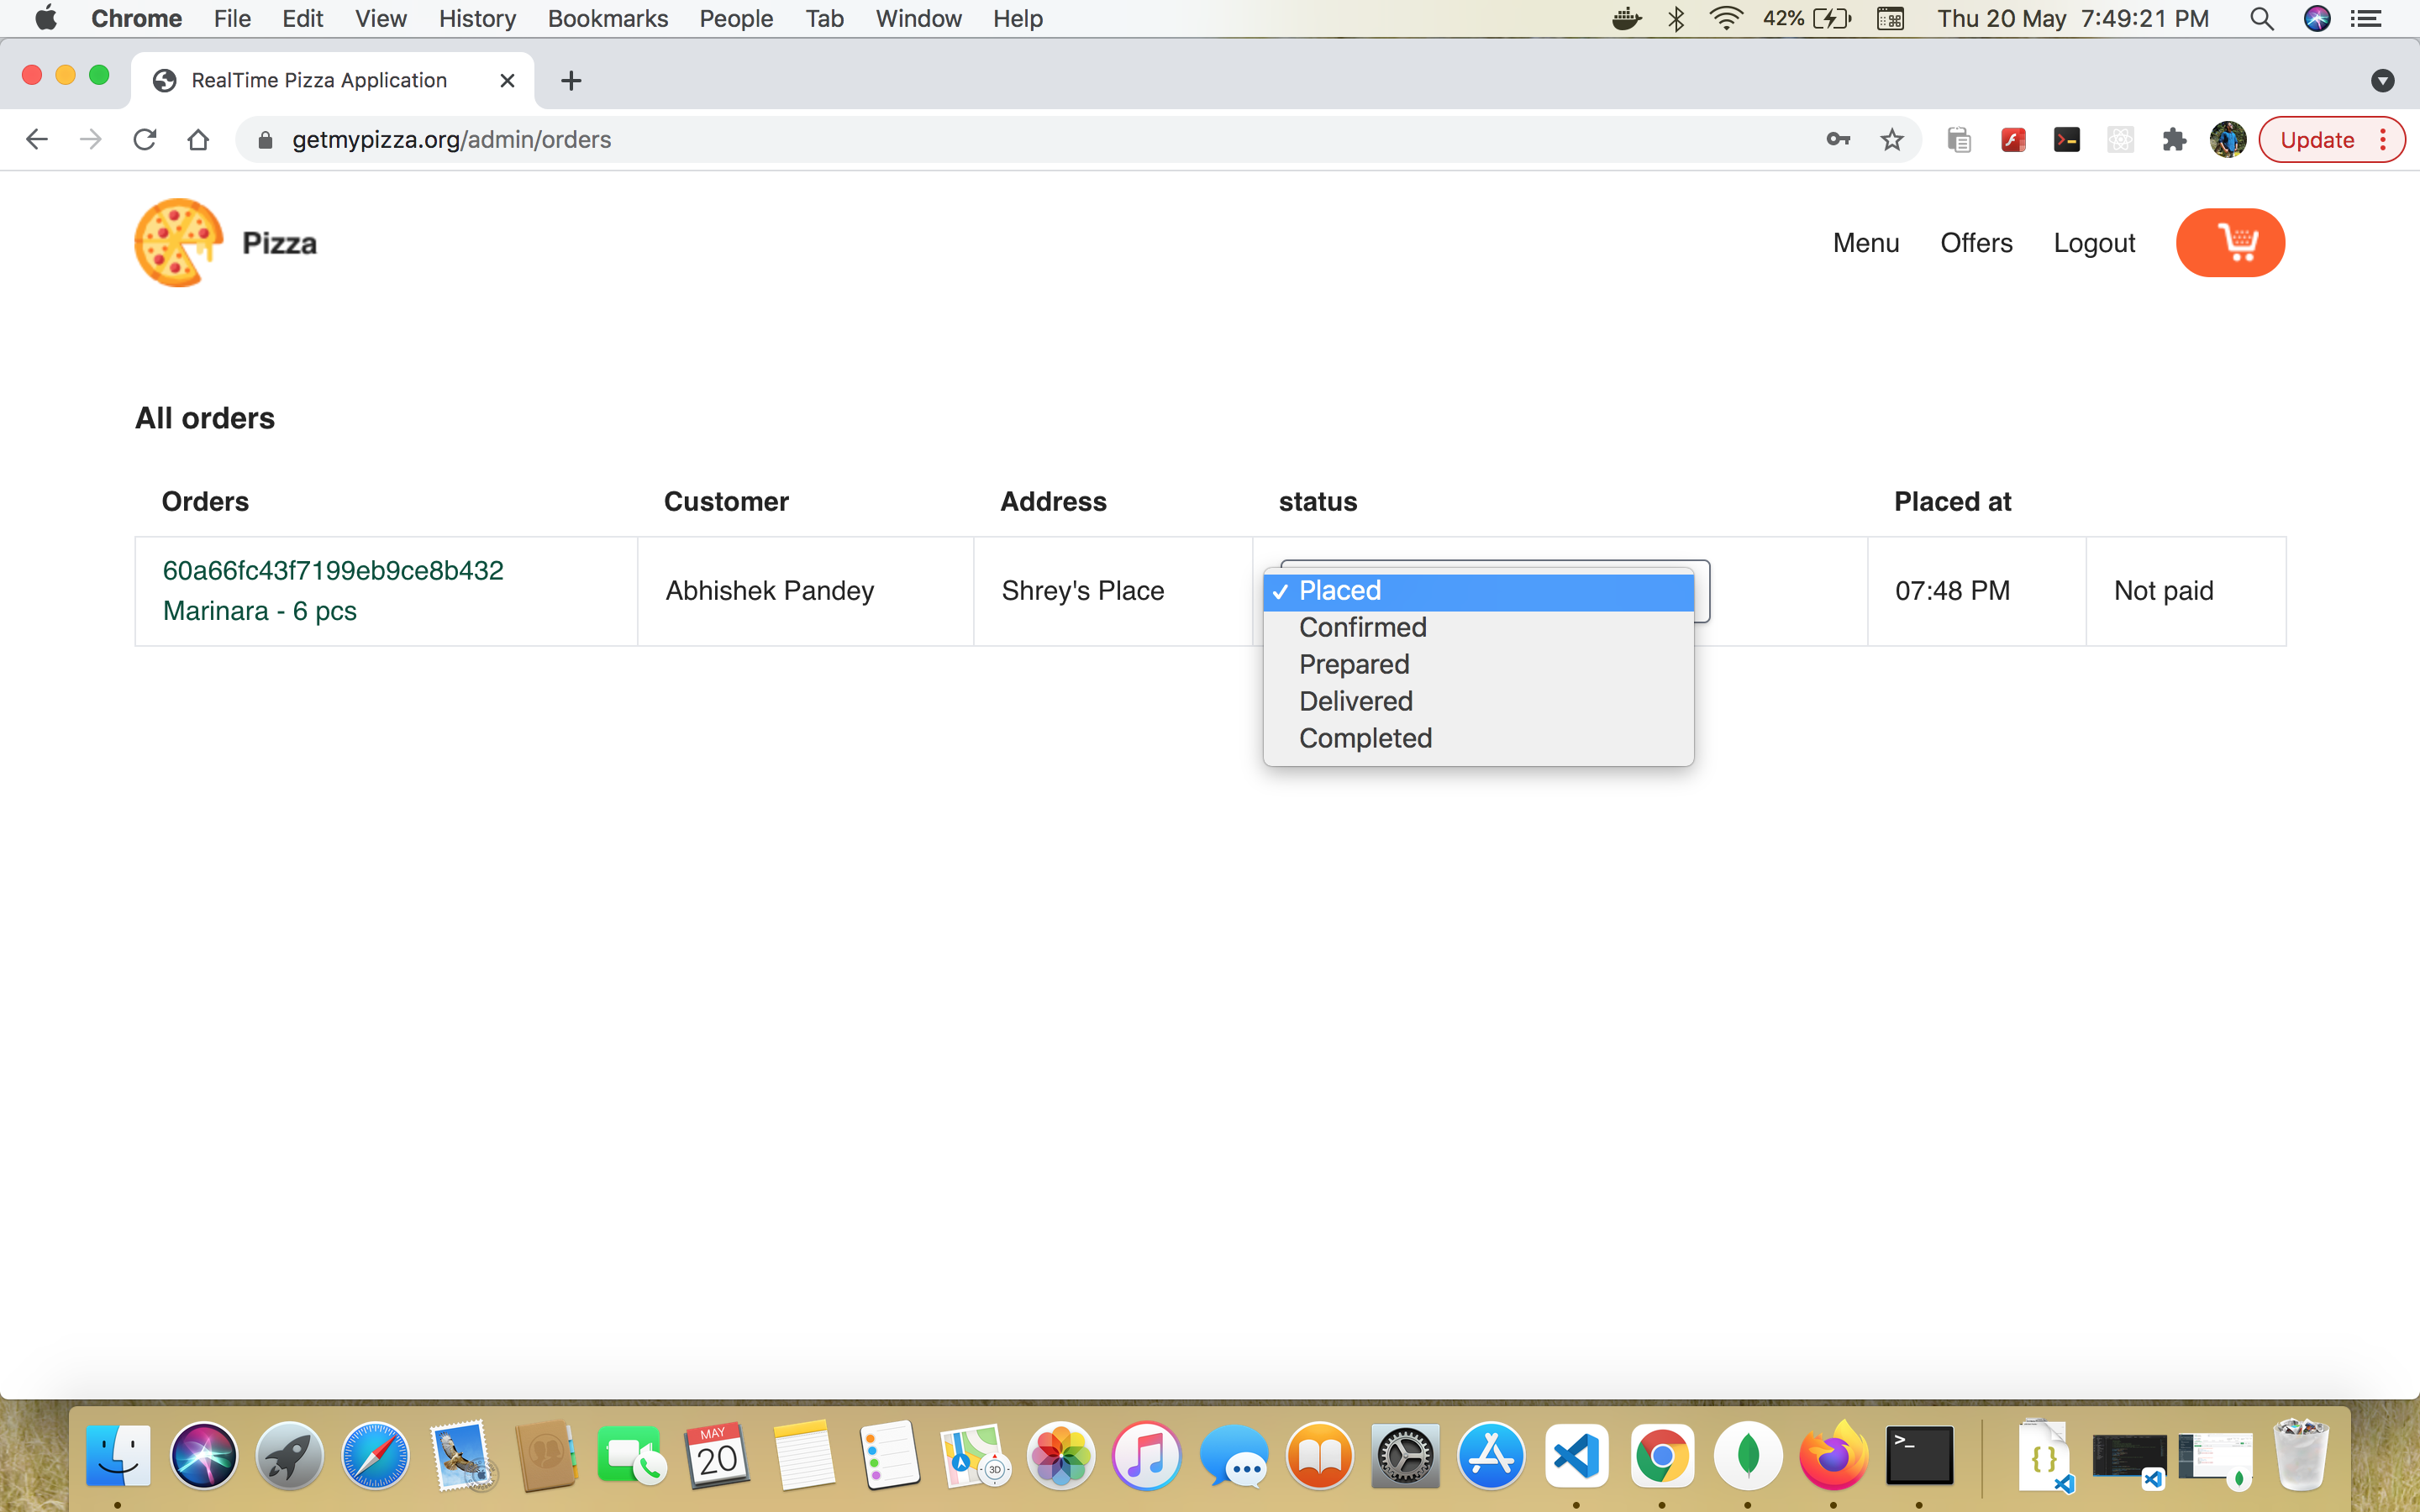 Chrome File Edit View History Bookmarks People Tab Window Help 42% Thu 20 May 7:49:21 PM
RealTime Pizza Application
getmypizza.org/admin/orders Update
Pizza Menu Offers Logout
All orders
Orders Customer Address status Placed at
60a66fc43f7199eb9ce8b432
Marinara - 6 pcs
Abhishek Pandey Shrey's Place ✓ Placed 07:48 PM Not paid
Confirmed
Prepared
Delivered
Completed
MAY
20
3D
>_
{ }